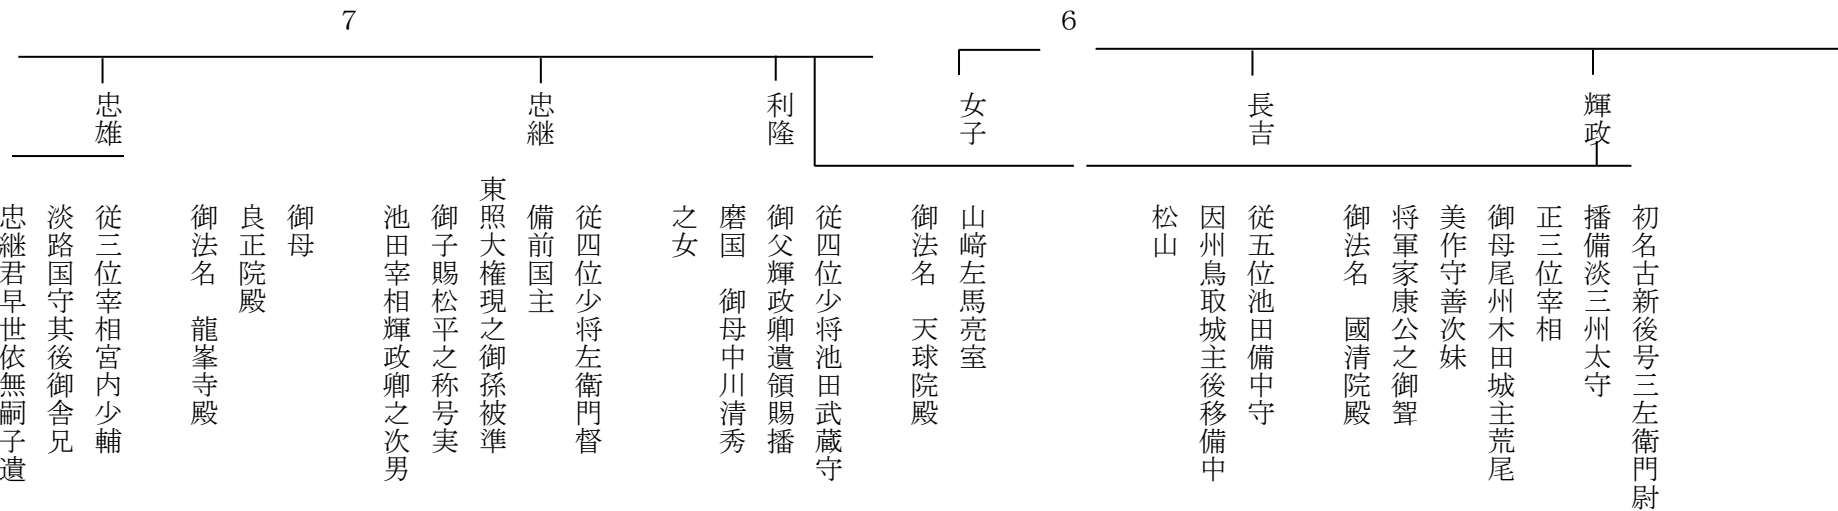 6
輝政
初名古新後号三左衛門尉
播備淡三州太守
正三位宰相
御母尾州木田城主荒尾
美作守善次妹
将軍家康公之御聟
御法名　國清院殿
長吉
従五位池田備中守
因州鳥取城主後移備中
松山
女子
山﨑左馬亮室
御法名　天球院殿
7
利隆
従四位少将池田武蔵守
御父輝政卿遺領賜播
磨国　御母中川清秀
之女
忠継
従四位少将左衛門督
備前国主
東照大権現之御孫被準
御子賜松平之称号実
池田宰相輝政卿之次男
御母
良正院殿
御法名　龍峯寺殿
忠雄
従三位宰相宮内少輔
淡路国守其後御舎兄
忠継君早世依無嗣子遺